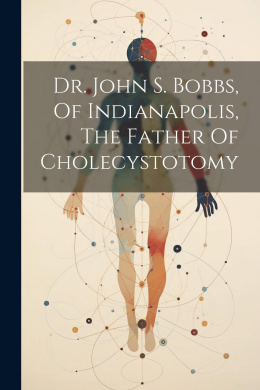 Dr. John S. Bobbs,
Of Indianapolis,
The Father Of
Cholecystotomy